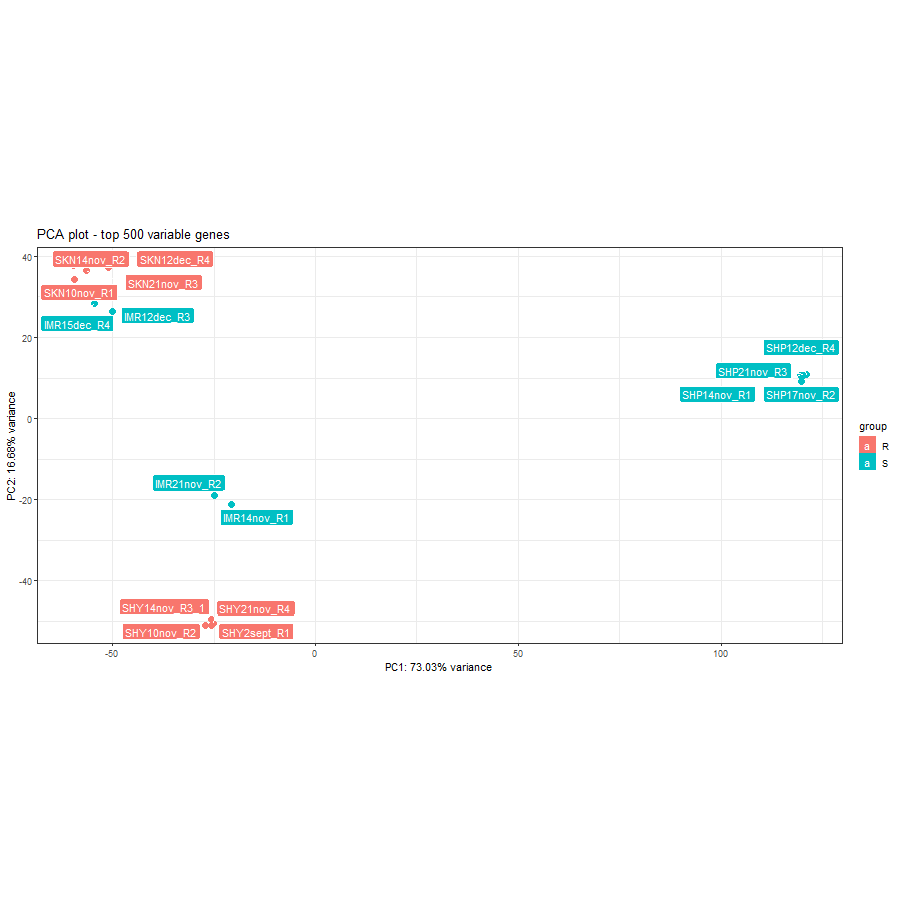 PCA plot - top 500 variable genes
40
20
0
-20
-40
PC2: 16.68% variance
SKN14nov_R2
SKN12dec_R4
SKN21nov_R3
SKN10nov_R1
IMR12dec_R3
IMR15dec_R4
SHP12dec_R4
SHP21nov_R3
SHP14nov_R1
SHP17nov_R2
IMR21nov_R2
IMR14nov_R1
SHY14nov_R3_1
SHY21nov_R4
SHY10nov_R2
SHY2sept_R1
-50
0
50
100
PC1: 73.03% variance
group
a R
a S